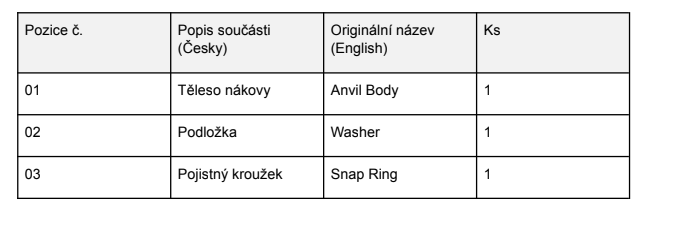 Pozice č. Popis součásti (Česky) Originální název (English) Ks
01 Těleso nákovy Anvil Body 1
02 Podložka Washer 1
03 Pojistný kroužek Snap Ring 1